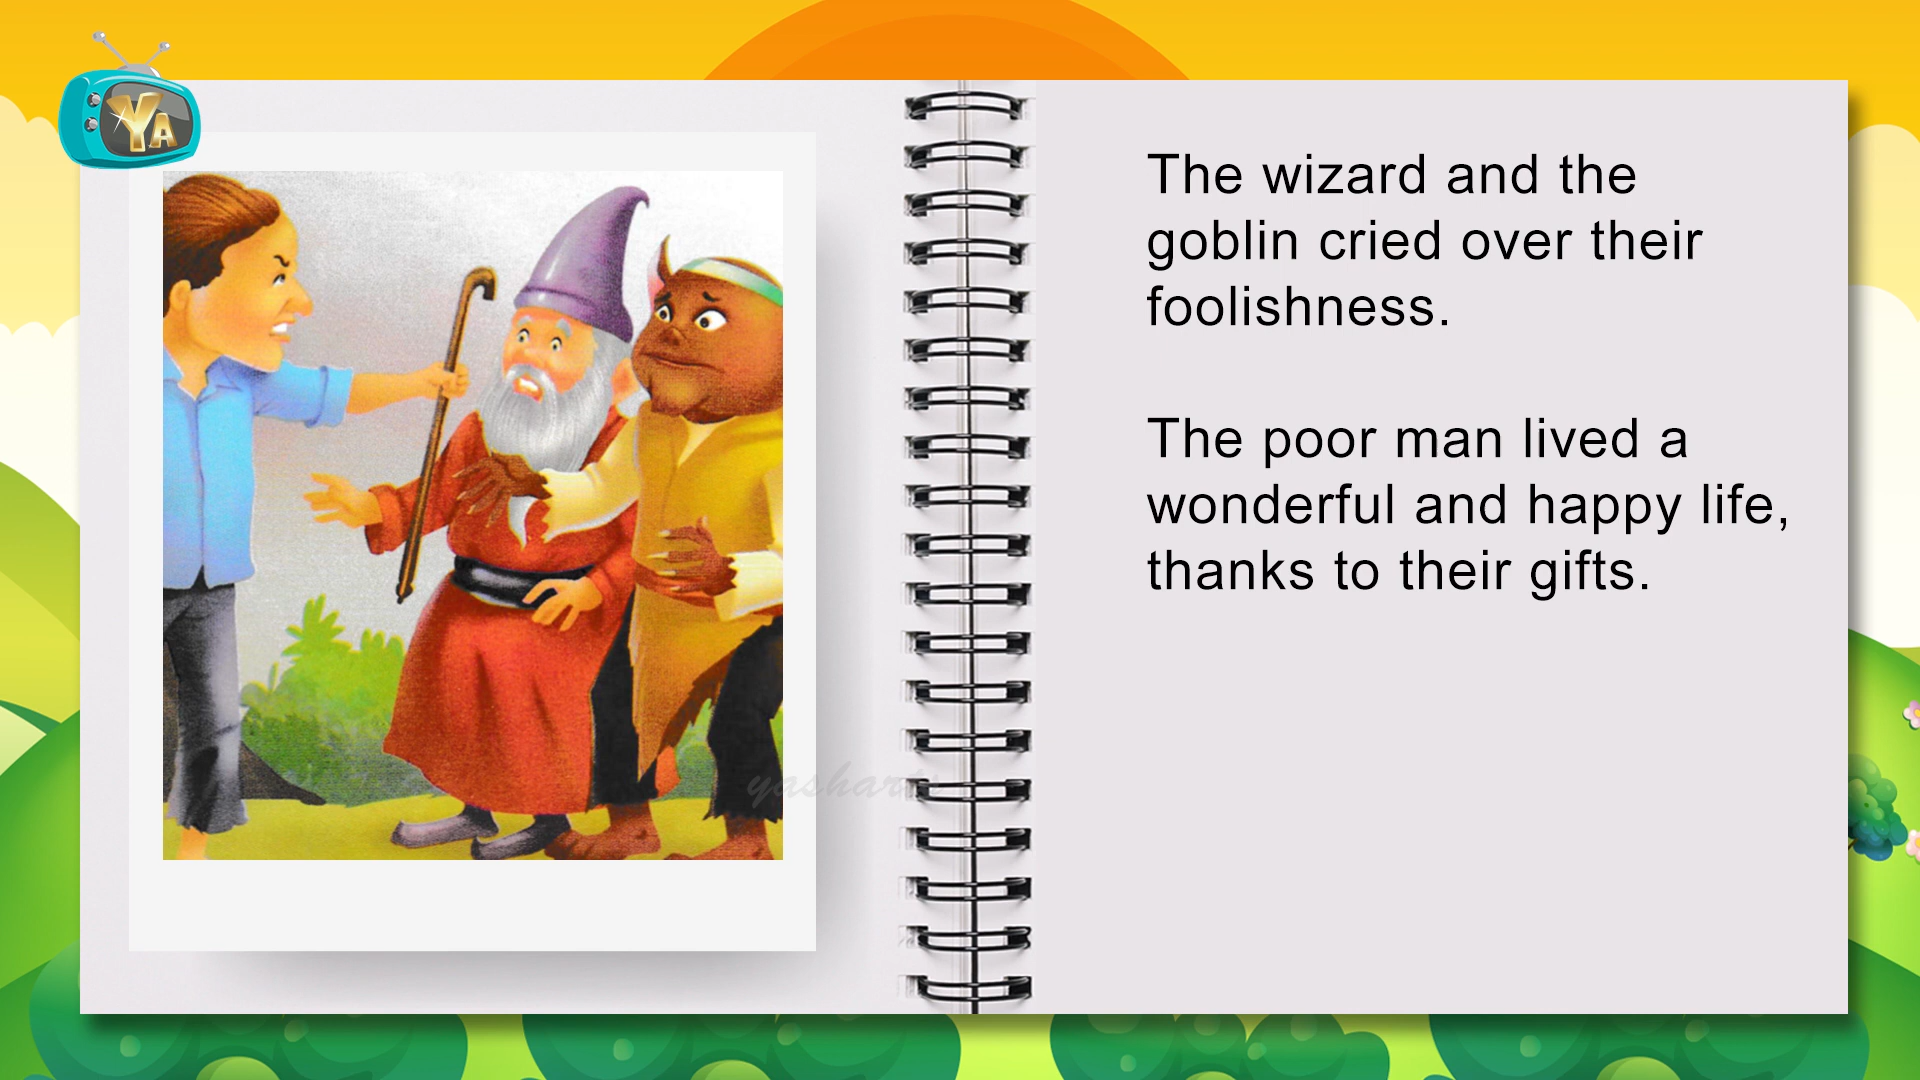 YA
The wizard and the
goblin cried over their
foolishness.
The poor man lived a
wonderful and happy life,
thanks to their gifts.